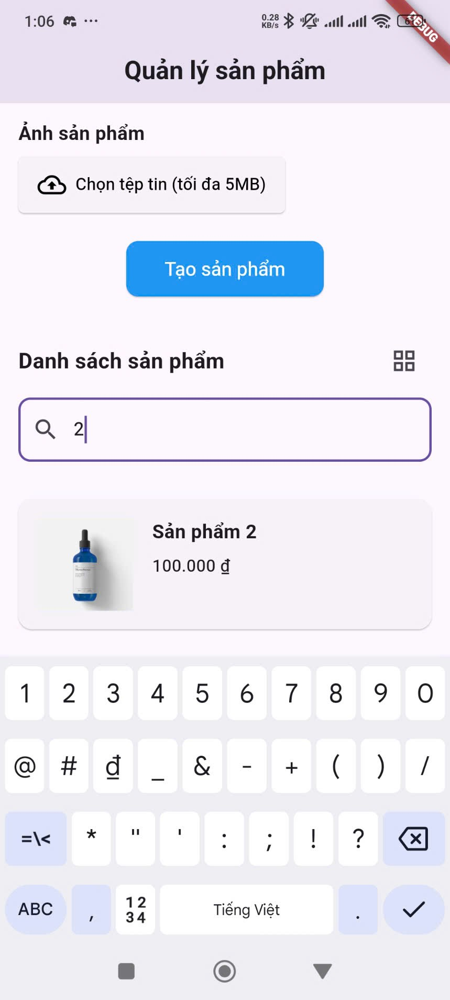 1:06
0.28
KB/s
DEBUG
Quản lý sản phẩm
Ảnh sản phẩm
Chọn tệp tin (tối đa 5MB)
Tạo sản phẩm
Danh sách sản phẩm
2
Sản phẩm 2
100.000 ₫
1 2 3 4 5 6 7 8 9 0
@ # ₫ _ & - + ( ) /
=\< * " ' : ; ! ?
ABC , 12 34 Tiếng Việt .